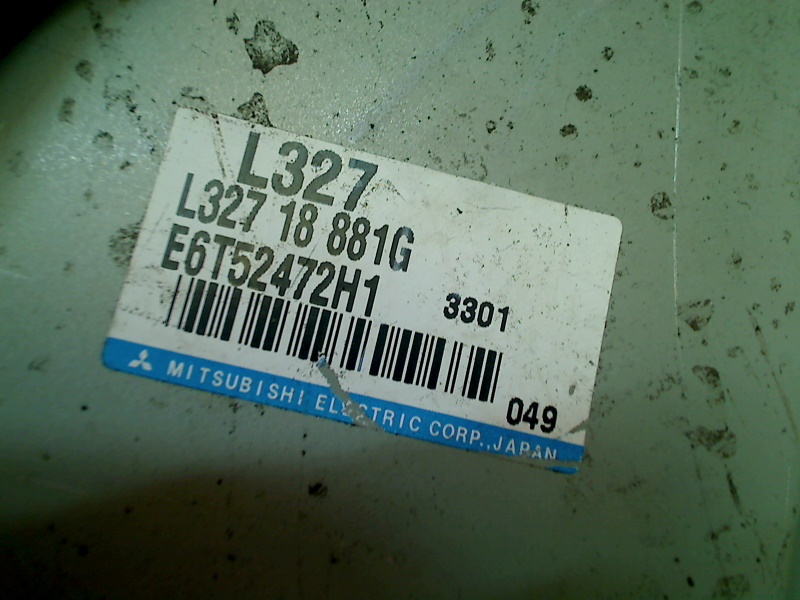 L327
L327 18 881G
E6T52472H1
3301
049
MITSUBISHI ELECTRIC CORP., JAPAN